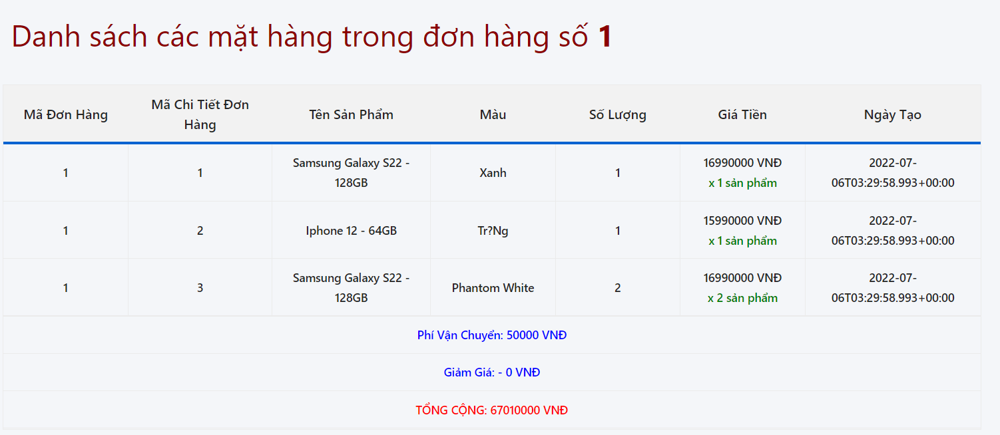 Danh sách các mặt hàng trong đơn hàng số 1
Mã Đơn Hàng
Mã Chi Tiết Đơn
Hàng
Tên Sản Phẩm
Màu
Số Lượng
Giá Tiền
Ngày Tạo
1
1
Samsung Galaxy S22 -
128GB
Xanh
1
16990000 VNĐ
x 1 sản phẩm
2022-07-
06T03:29:58.993+00:00
1
2
Iphone 12 - 64GB
Tr?Ng
1
15990000 VNĐ
x 1 sản phẩm
2022-07-
06T03:29:58.993+00:00
1
3
Samsung Galaxy S22 -
128GB
Phantom White
2
16990000 VNĐ
x 2 sản phẩm
2022-07-
06T03:29:58.993+00:00
Phí Vận Chuyển: 50000 VNĐ
Giảm Giá: - 0 VNĐ
TỔNG CỘNG: 67010000 VNĐ